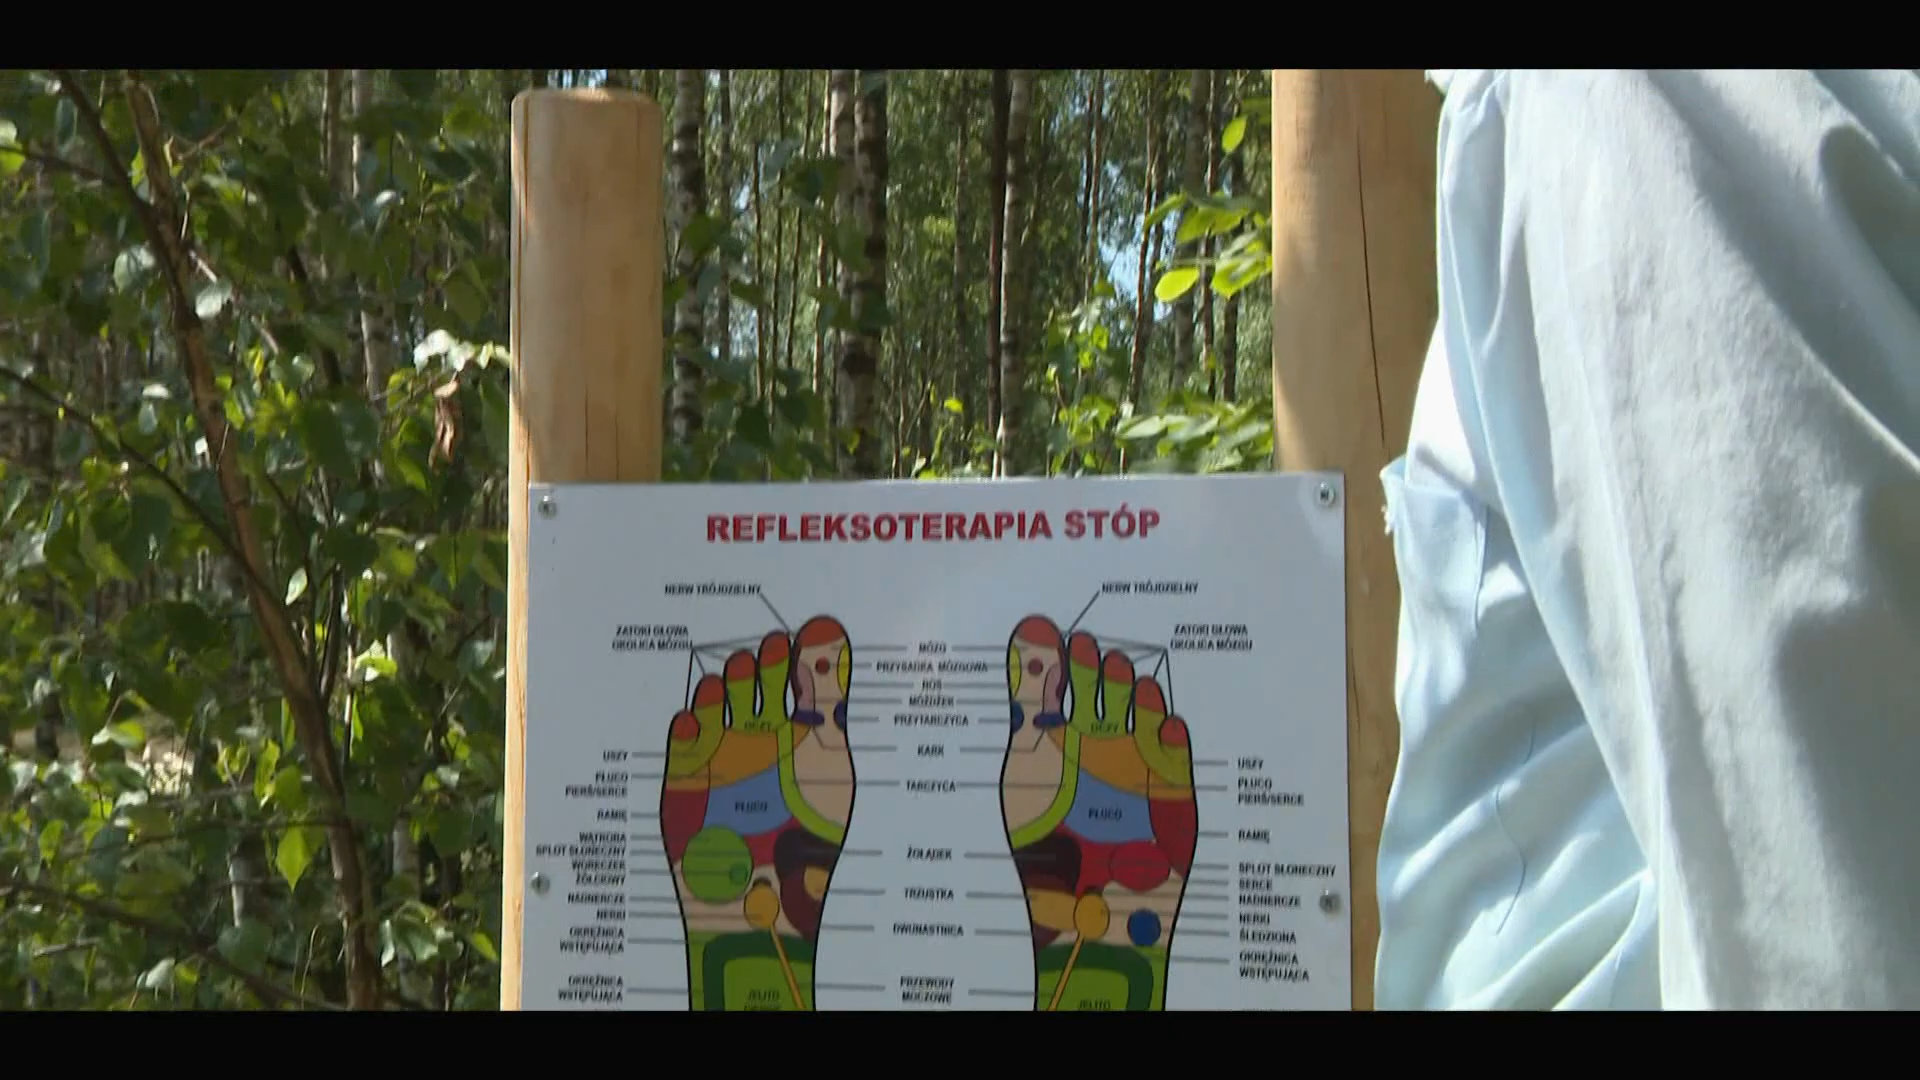 REFLEKSOTERAPIA STÓP
NERW TRÓJDZIELNY
NERW TRÓJDZIELNY
ZATOKI GŁOWA
OKOLICA MÓZGU
ZATOKI GŁOWA
OKOLICA MÓZGU
MÓZG
PRZYSADKA MÓZGOWA
NOS
MÓŻDŻEK
PRZYTARCZYCA
KARK
TARCZYCA
ŻOŁĄDEK
TRZUSTKA
DWUNASTNICA
PRZEWODY
MOCZOWE
OCZY
OCZY
PŁUCO
PŁUCO
JELITO
JELITO
USZY
PŁUCO
PIERŚ/SERCE
RAMIĘ
WĄTROBA
SPLOT SŁONECZNY
WORECZEK
ŻÓŁCIOWY
NADNERCZE
NERKI
OKRĘŻNICA
WSTĘPUJĄCA
OKRĘŻNICA
WSTĘPUJĄCA
USZY
PŁUCO
PIERŚ/SERCE
RAMIĘ
SPLOT SŁONECZNY
SERCE
NADNERCZE
NERKI
ŚLEDZIONA
OKRĘŻNICA
WSTĘPUJĄCA